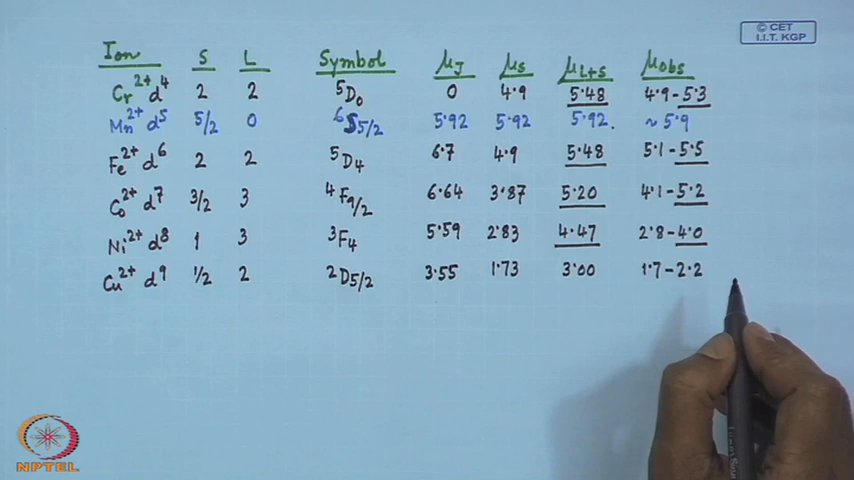 © CET
I.I.T. KGP
Ion S L Symbol μJ μS μL+S μobs
Cr²⁺ d⁴ 2 2 ⁵D₀ 0 4.9 5.48 4.9-5.3
Mn²⁺ d⁵ 5/2 0 ⁶S₅/₂ 5.92 5.92 5.92. ~5.9
Fe²⁺ d⁶ 2 2 ⁵D₄ 6.7 4.9 5.48 5.1-5.5
Co²⁺ d⁷ 3/2 3 ⁴F₉/₂ 6.64 3.87 5.20 4.1-5.2
Ni²⁺ d⁸ 1 3 ³F₄ 5.59 2.83 4.47 2.8-4.0
Cu²⁺ d⁹ 1/2 2 ²D₅/₂ 3.55 1.73 3.00 1.7-2.2
NPTEL